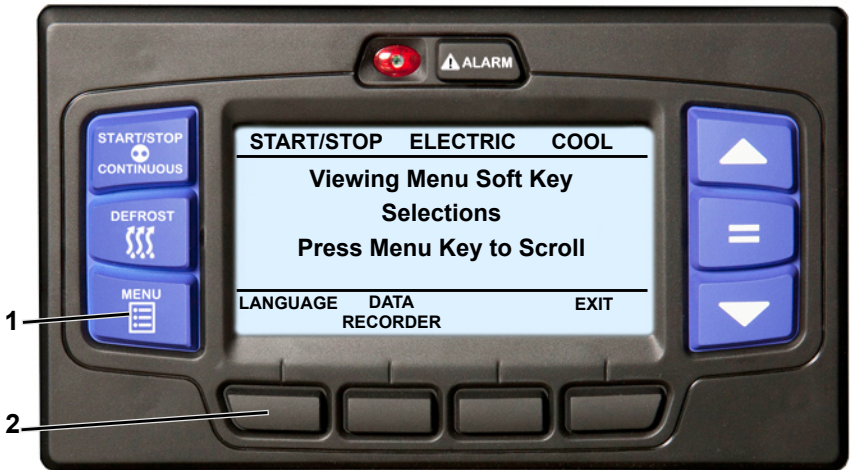 ALARM
START/STOP
CONTINUOUS
DEFROST
MENU
START/STOP ELECTRIC COOL
Viewing Menu Soft Key
Selections
Press Menu Key to Scroll
LANGUAGE DATA RECORDER EXIT
1
2